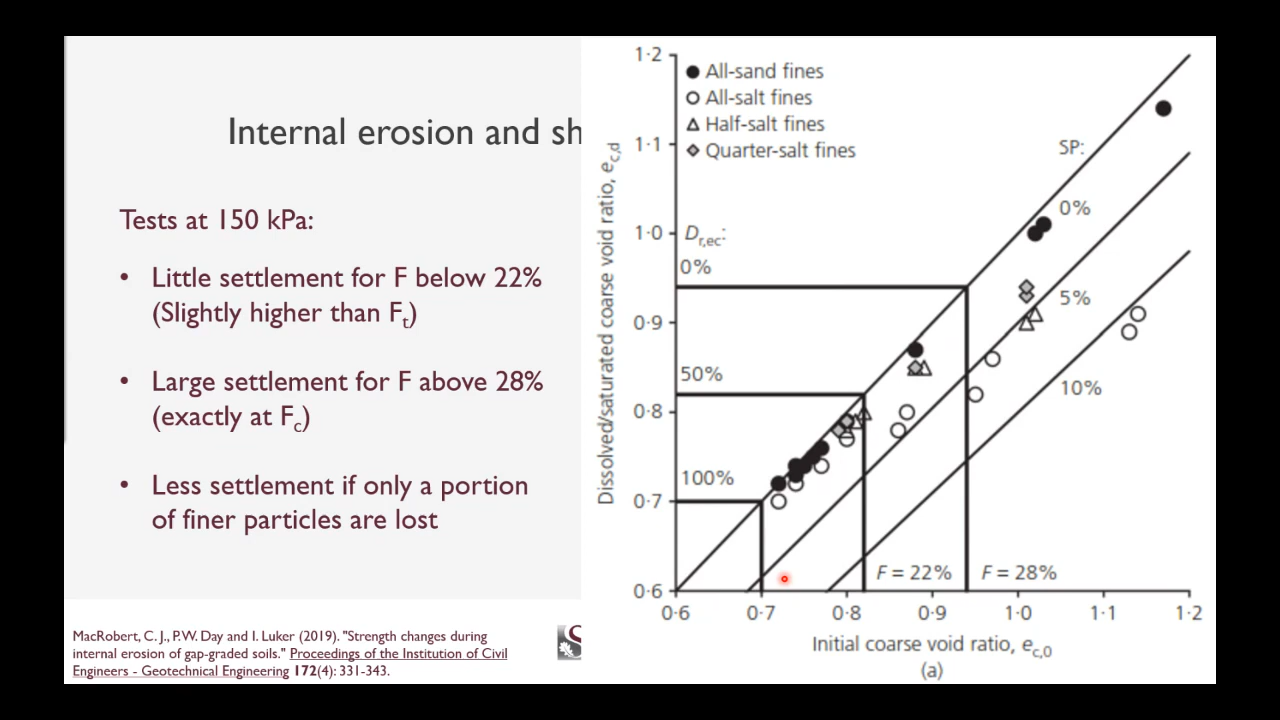 Internal erosion and sh
Tests at 150 kPa:
• Little settlement for F below 22%
(Slightly higher than Ft)
• Large settlement for F above 28%
(exactly at Fc)
• Less settlement if only a portion
of finer particles are lost
MacRobert, C. J., P.W. Day and I. Luker (2019). "Strength changes during
internal erosion of gap-graded soils." Proceedings of the Institution of Civil
Engineers - Geotechnical Engineering 172(4): 331-343.
S
All-sand fines
All-salt fines
Half-salt fines
Quarter-salt fines
SP:
0%
5%
10%
Dr,ec:
0%
50%
100%
F = 22%
F = 28%
Dissolved/saturated coarse void ratio, ec,d
1·2
1·1
1·0
0·9
0·8
0·7
0·6
0·6
0·7
0·8
0·9
1·0
1·1
1·2
Initial coarse void ratio, ec,0
(a)